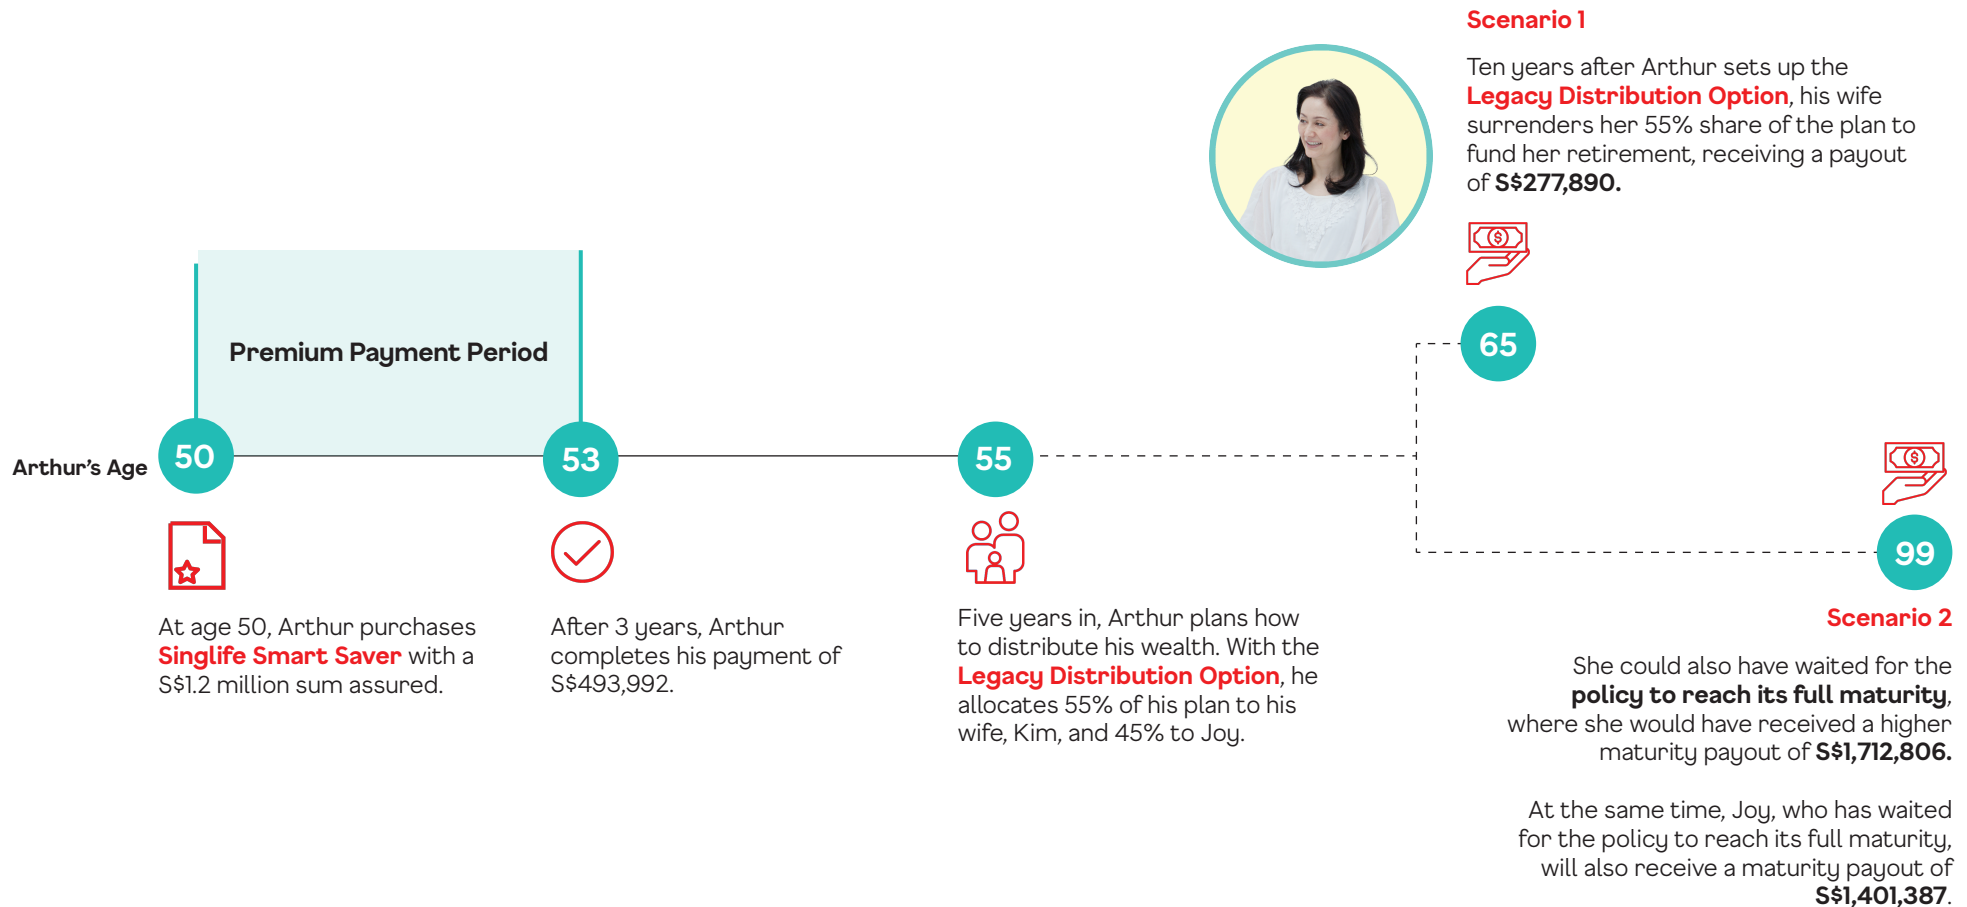 Scenario 1
Ten years after Arthur sets up the
Legacy Distribution Option, his wife
surrenders her 55% share of the plan to
fund her retirement, receiving a payout
of S$277,890.
65
Premium Payment Period
Arthur's Age
50
53
55
At age 50, Arthur purchases
Singlife Smart Saver with a
S$1.2 million sum assured.
After 3 years, Arthur
completes his payment of
S$493,992.
Five years in, Arthur plans how
to distribute his wealth. With the
Legacy Distribution Option, he
allocates 55% of his plan to his
wife, Kim, and 45% to Joy.
99
Scenario 2
She could also have waited for the
policy to reach its full maturity,
where she would have received a higher
maturity payout of S$1,712,806.
At the same time, Joy, who has waited
for the policy to reach its full maturity,
will also receive a maturity payout of
S$1,401,387.